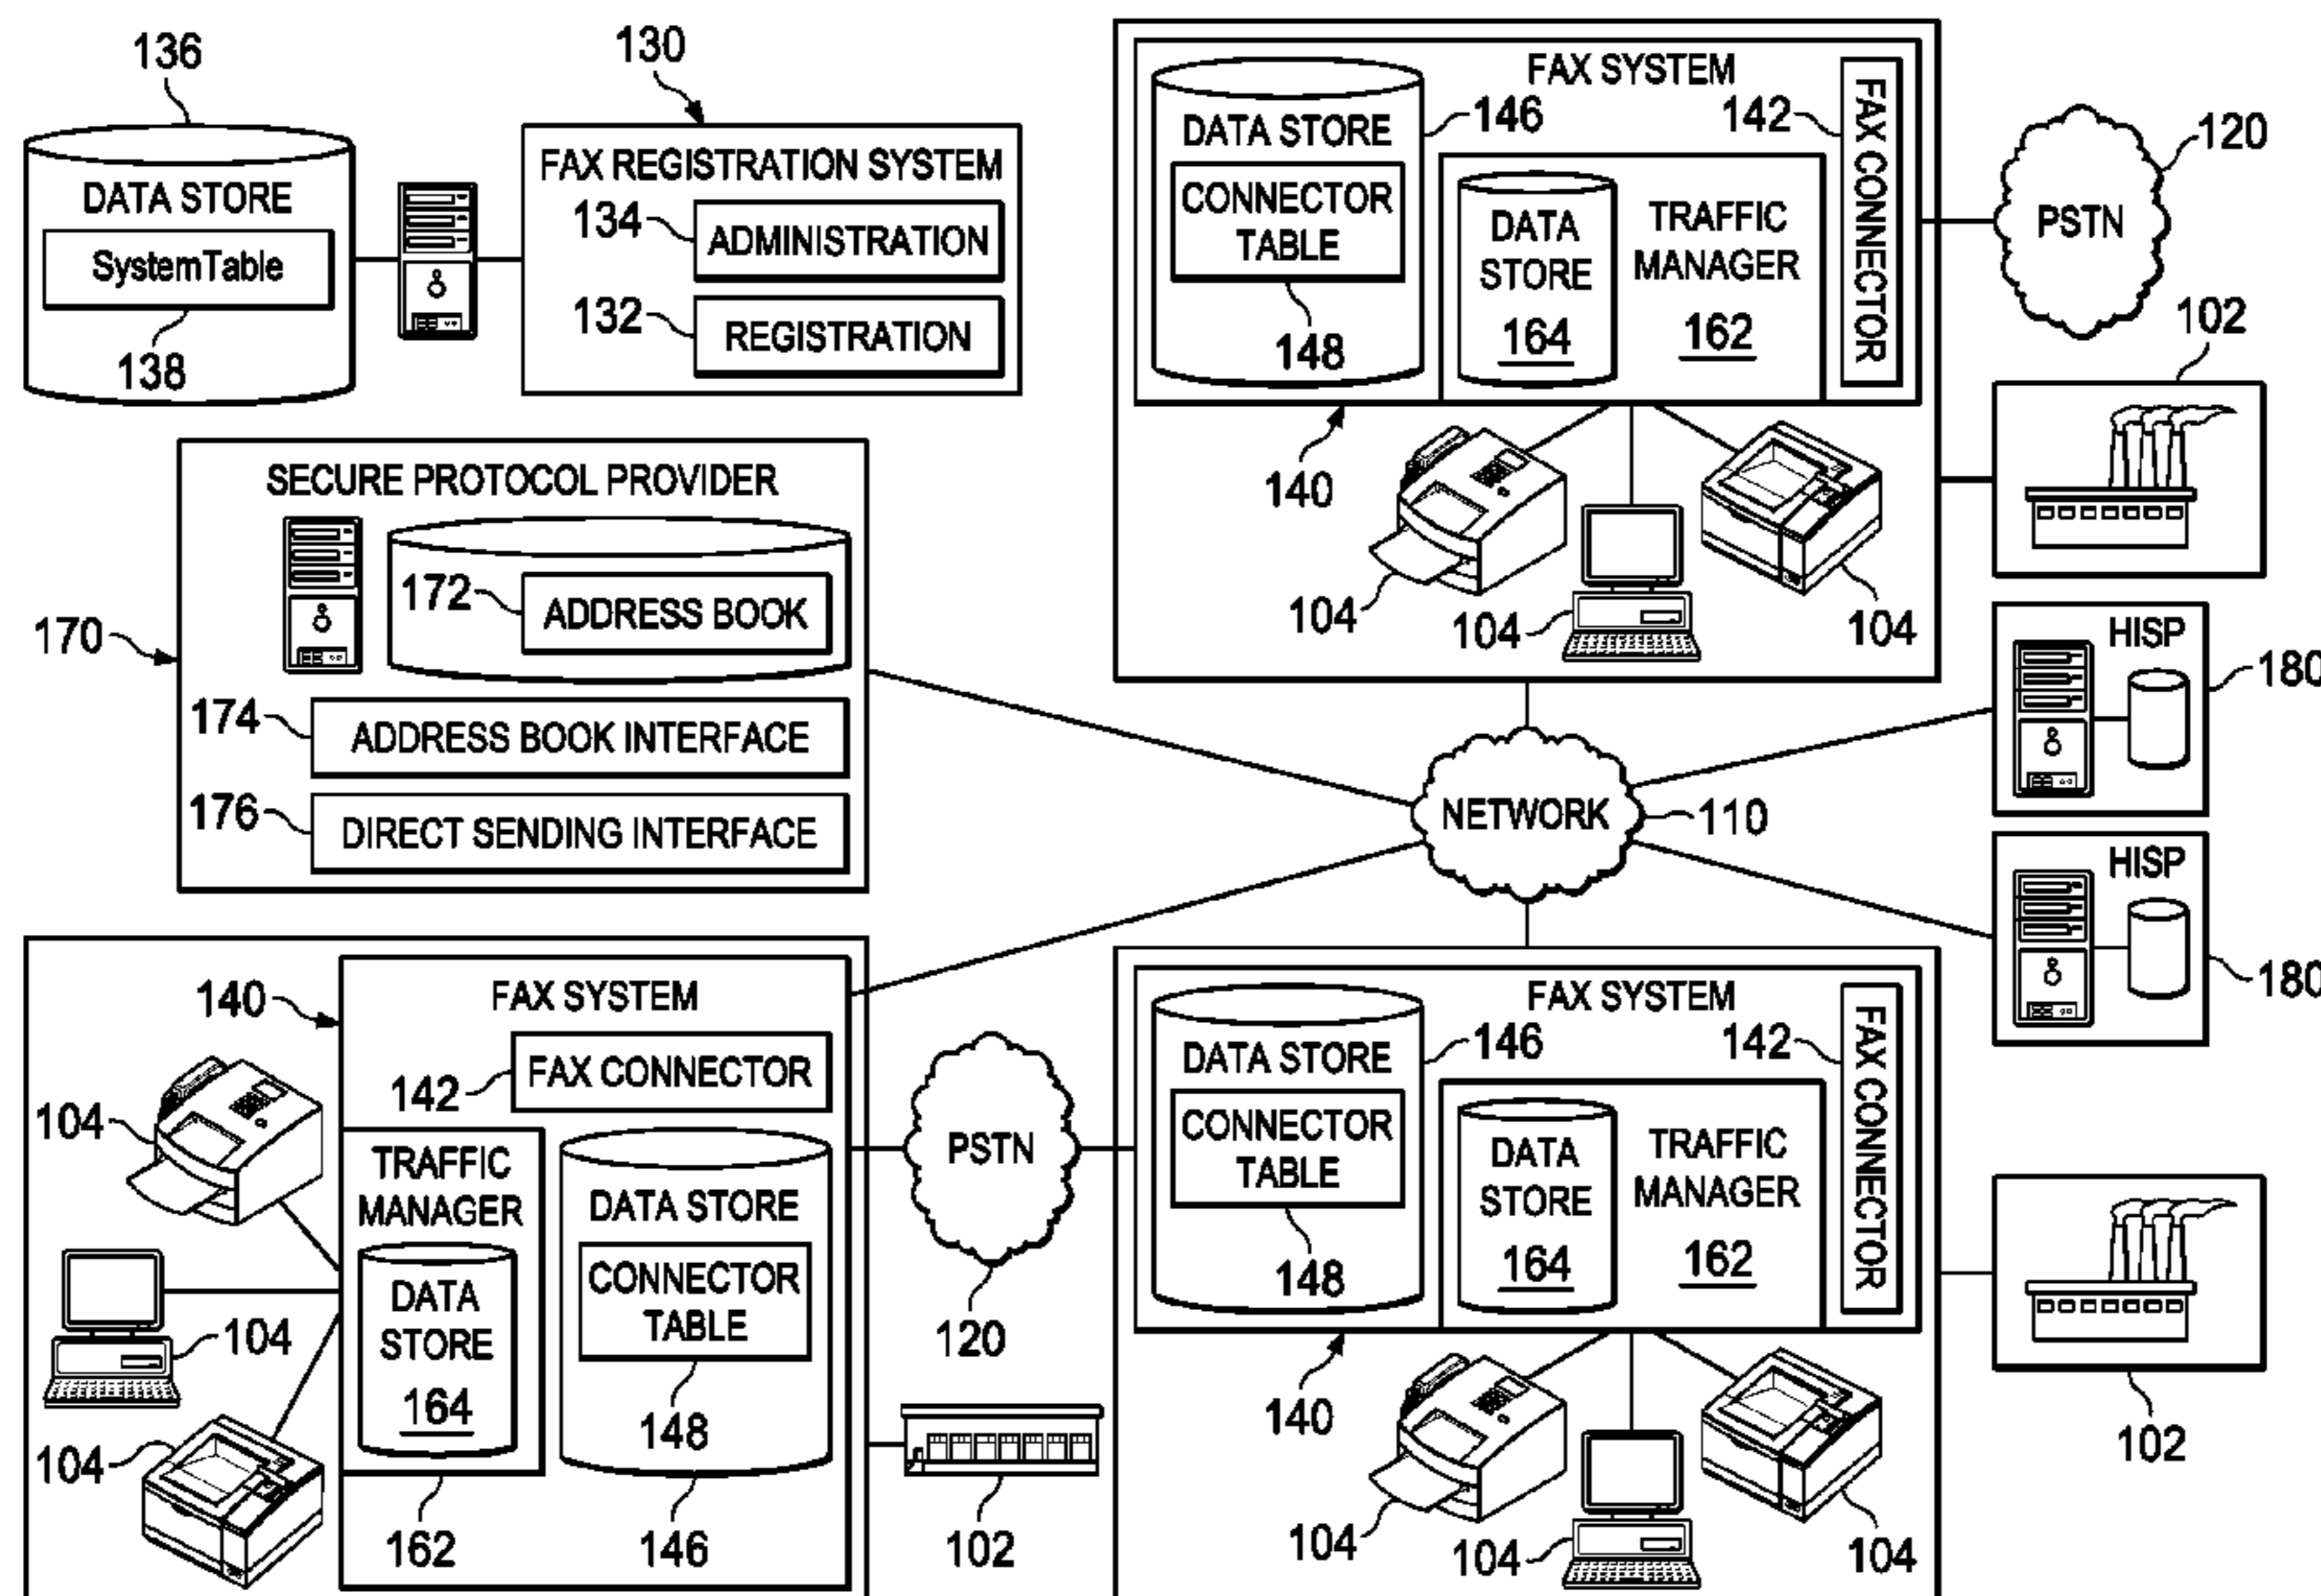 136
DATA STORE
SystemTable
138
130
FAX REGISTRATION SYSTEM
134
ADMINISTRATION
132
REGISTRATION
FAX SYSTEM
DATA STORE
146
CONNECTOR
TABLE
148
142
FAX CONNECTOR
DATA
STORE
164
TRAFFIC
MANAGER
162
140
104
104
104
PSTN
120
102
SECURE PROTOCOL PROVIDER
170
172
ADDRESS BOOK
174
ADDRESS BOOK INTERFACE
176
DIRECT SENDING INTERFACE
NETWORK
110
HISP
180
HISP
180
140
FAX SYSTEM
142
FAX CONNECTOR
104
104
104
TRAFFIC
MANAGER
DATA
STORE
164
162
DATA STORE
CONNECTOR
TABLE
148
146
PSTN
120
102
FAX SYSTEM
DATA STORE
146
CONNECTOR
TABLE
148
142
FAX CONNECTOR
DATA
STORE
164
TRAFFIC
MANAGER
162
140
104
104
104
102